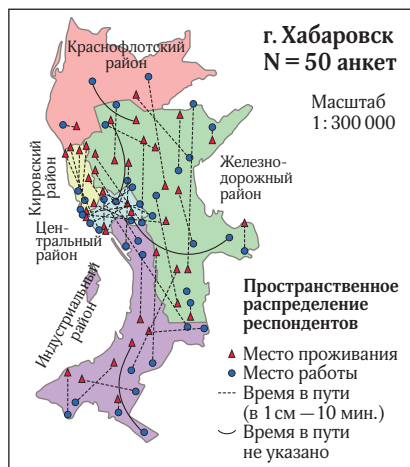 Краснофлотский
район
г. Хабаровск
N = 50 анкет
Масштаб
1 : 300 000
Кировский
район
Железно-
дорожный
район
Цен-
тральный
район
Индустриальный
район
Пространственное
распределение
респондентов
Место проживания
Место работы
Время в пути
(в 1 см — 10 мин.)
Время в пути
не указано